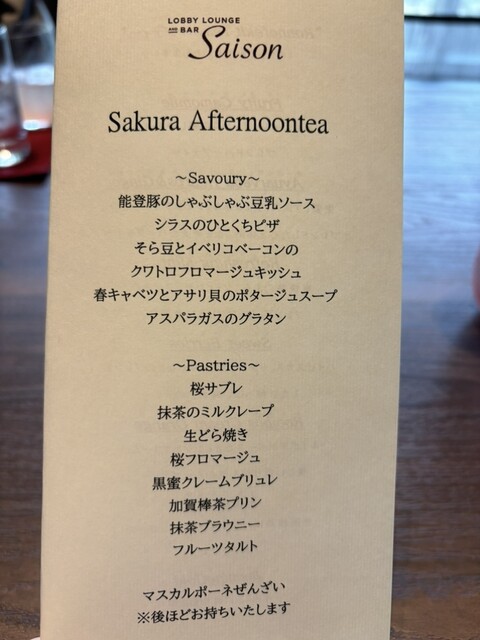 LOBBY LOUNGE
AND BAR
Saison
Sakura Afternoontea
～Savoury～
能登豚のしゃぶしゃぶ豆乳ソース
シラスのひとくちピザ
そら豆とイベリコベーコンの
クワトロフロマージュキッシュ
春キャベツとアサリ貝のポタージュスープ
アスパラガスのグラタン
～Pastries～
桜サブレ
抹茶のミルクレープ
生どら焼き
桜フロマージュ
黒蜜クレームブリュレ
加賀棒茶プリン
抹茶ブラウニー
フルーツタルト
マスカルポーネぜんざい
※後ほどお持ちいたします